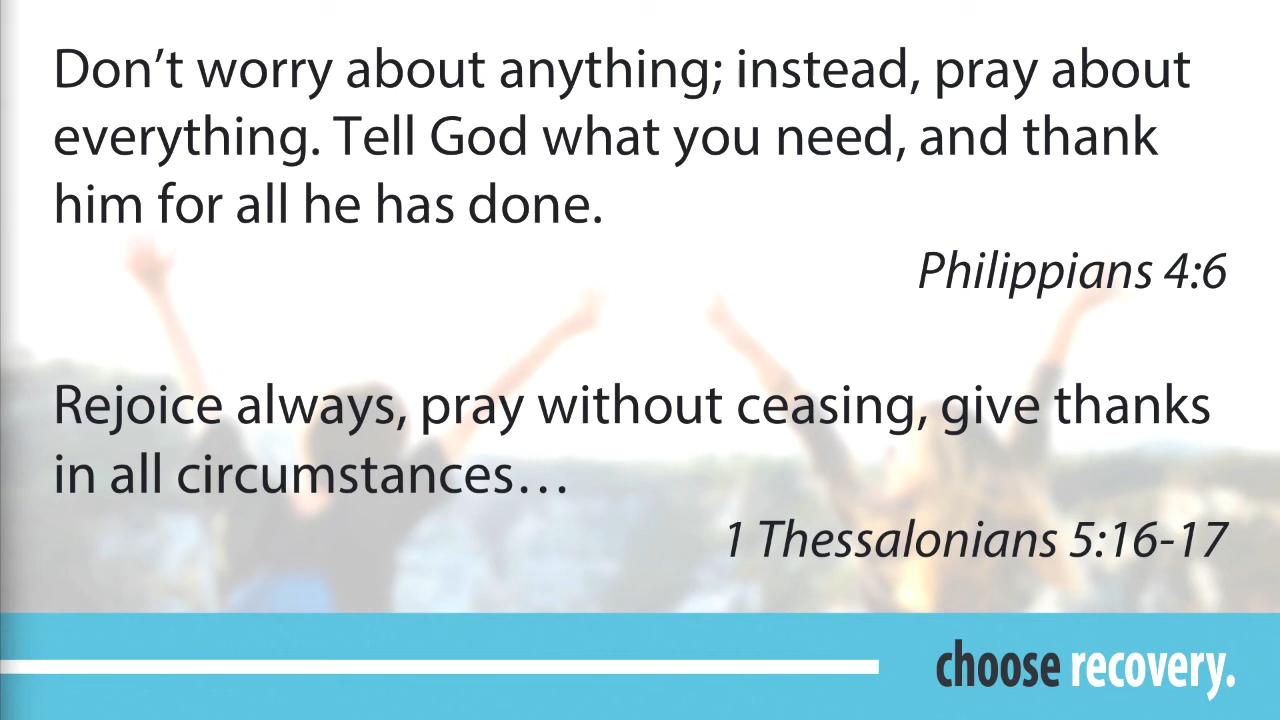 Don’t worry about anything; instead, pray about
everything. Tell God what you need, and thank
him for all he has done.
Philippians 4:6
Rejoice always, pray without ceasing, give thanks
in all circumstances…
1 Thessalonians 5:16-17
choose recovery.